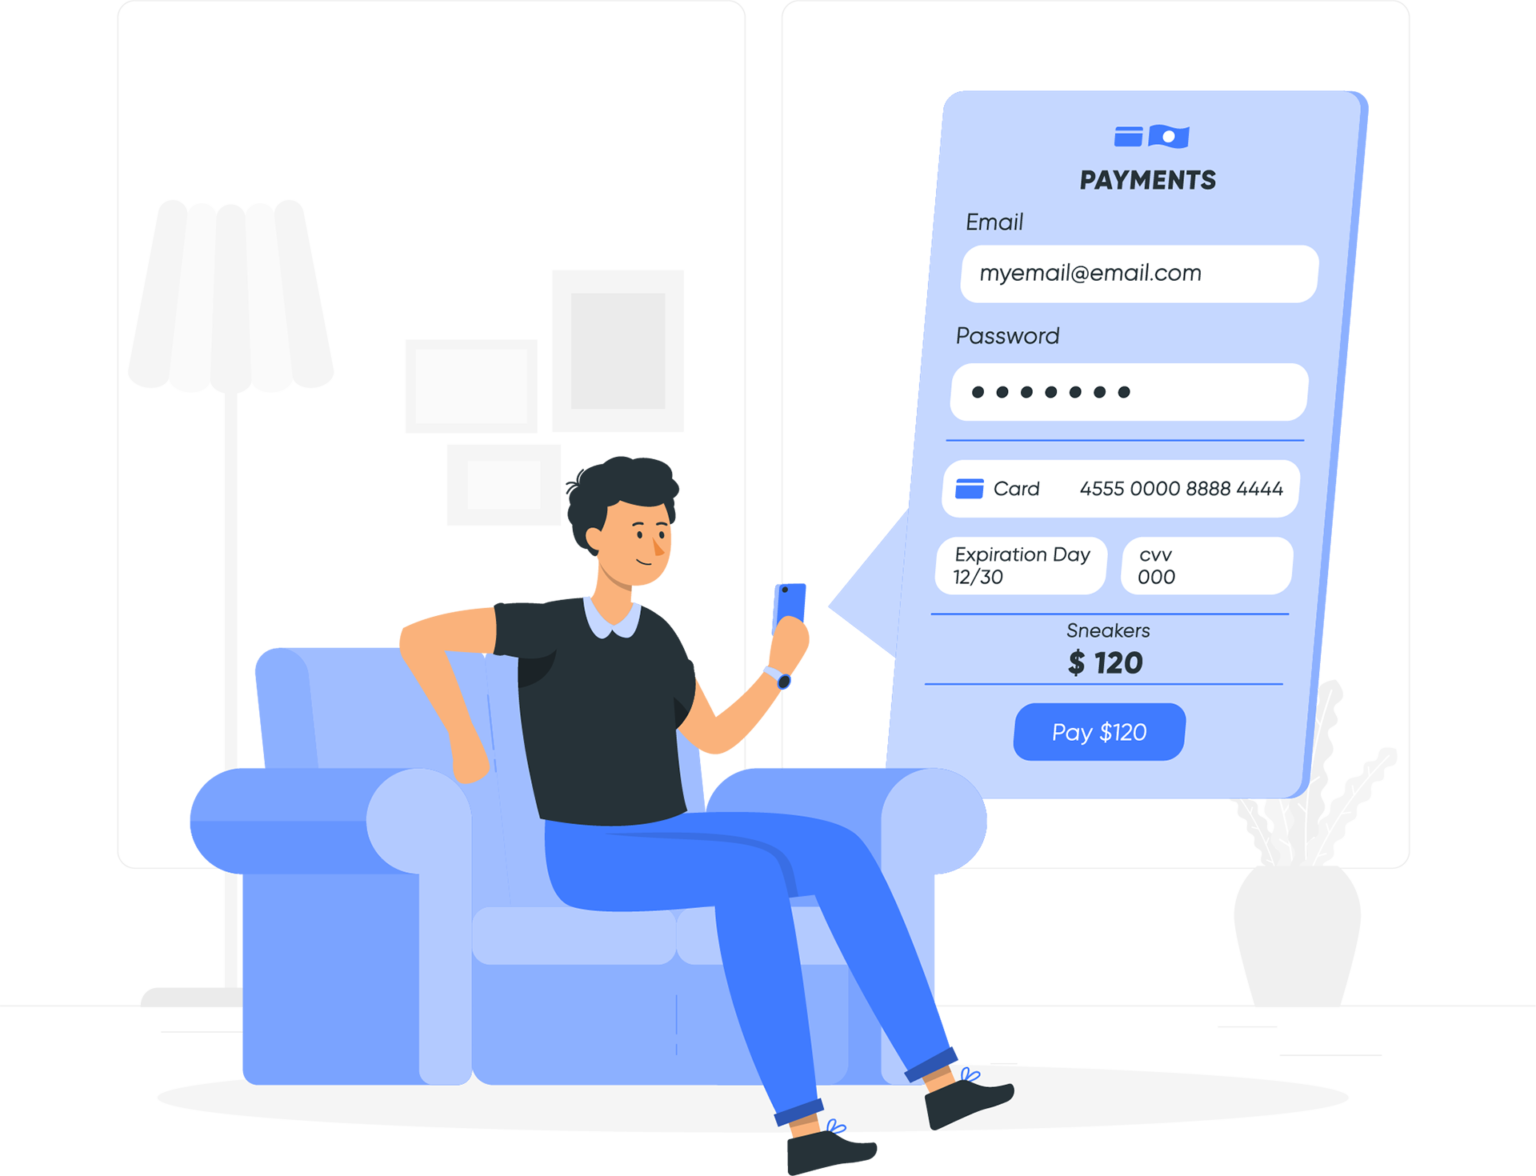 PAYMENTS
Email
myemail@email.com
Password
Card 4555 0000 8888 4444
Expiration Day
12/30
cvv
000
Sneakers
$ 120
Pay $120